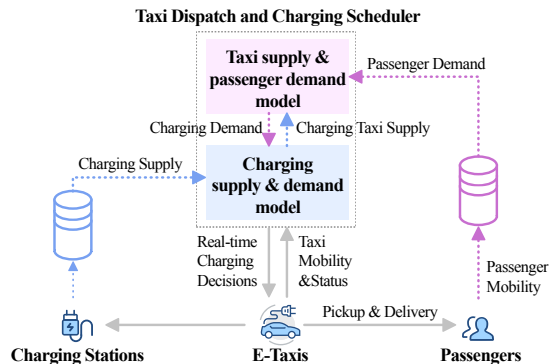 Taxi Dispatch and Charging Scheduler
Taxi supply &
passenger demand
model
Passenger Demand
Charging Demand
Charging Taxi Supply
Charging Supply
Charging
supply & demand
model
Real-time
Charging
Decisions
Taxi
Mobility
&Status
Passenger
Mobility
Pickup & Delivery
Charging Stations
E-Taxis
Passengers